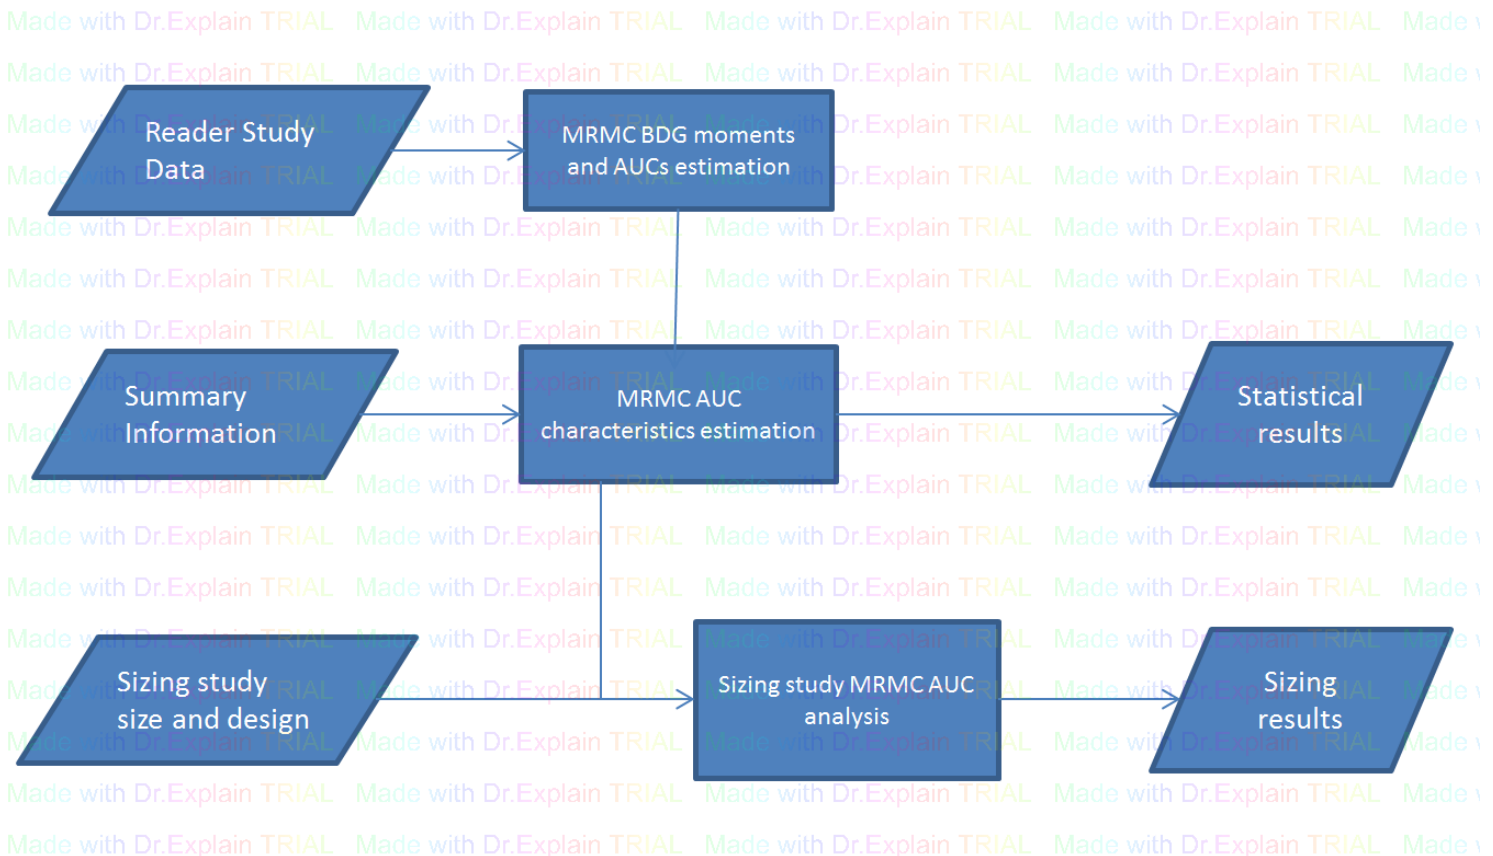 Made with Dr.Explain TRIAL
Reader Study
Data
MRMC BDG moments
and AUCs estimation
Summary
Information
MRMC AUC
characteristics estimation
Statistical
results
Sizing study
size and design
Sizing study MRMC AUC
analysis
Sizing
results